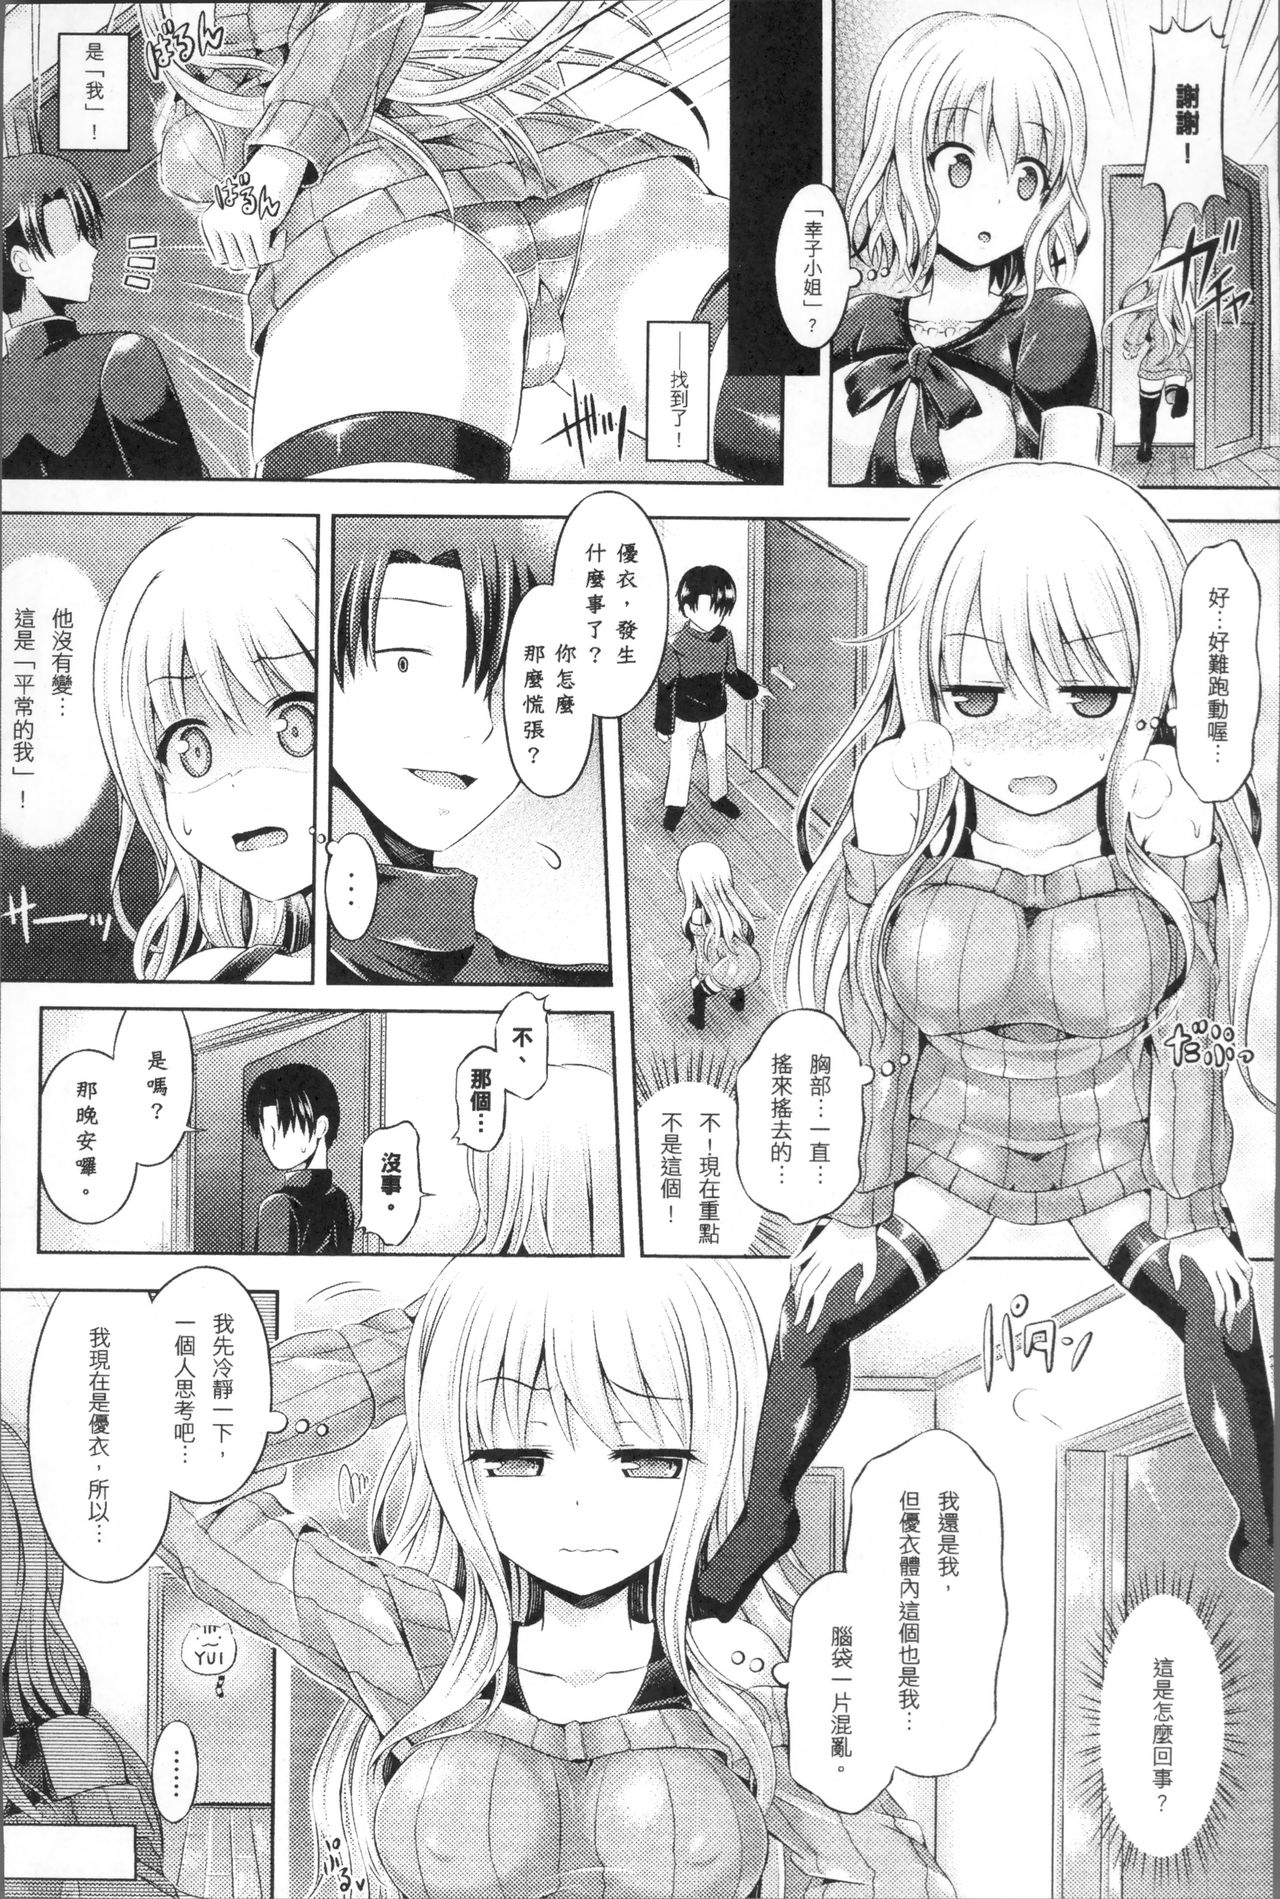 謝謝！
ガチャ
「幸子小姐」？
ばるん
ばるん
——找到了！
是「我」！
好…好難跑動喔…
胸部…一直…
搖來搖去的…
だぷっ
不！現在重點
不是這個！
優衣，發生
什麼事了？
你怎麼
那麼慌張？
…
他沒有變…
這是「平常的我」！
サーーッ
不、
那個…
沒事。
是嗎？
那晚安囉。
パタン
這是怎麼回事？
我還是我，
但優衣體內這個也是我…
腦袋一片混亂。
ぷる
我先冷靜一下，
一個人思考吧…
我現在是優衣，所以…
YUI
……